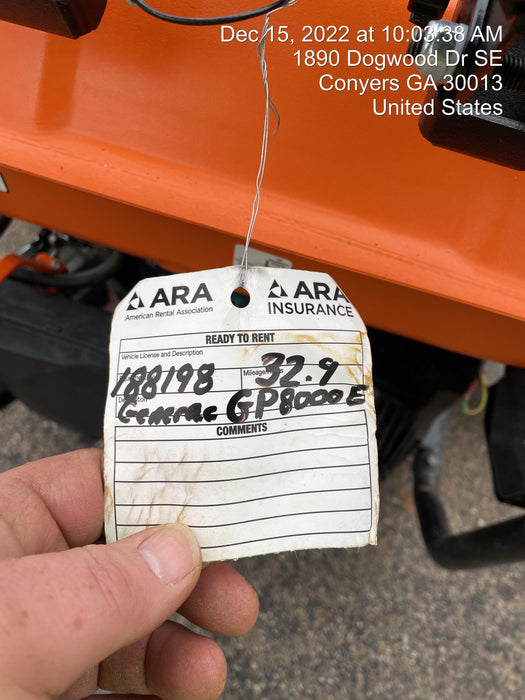 Dec 15, 2022 at 10:03:38 AM
1890 Dogwood Dr SE
Conyers GA 30013
United States
ARA
American Rental Association
ARA
INSURANCE
READY TO RENT
Vehicle License and Description
188198
Mileage
32.9
Generac GP8000E
COMMENTS